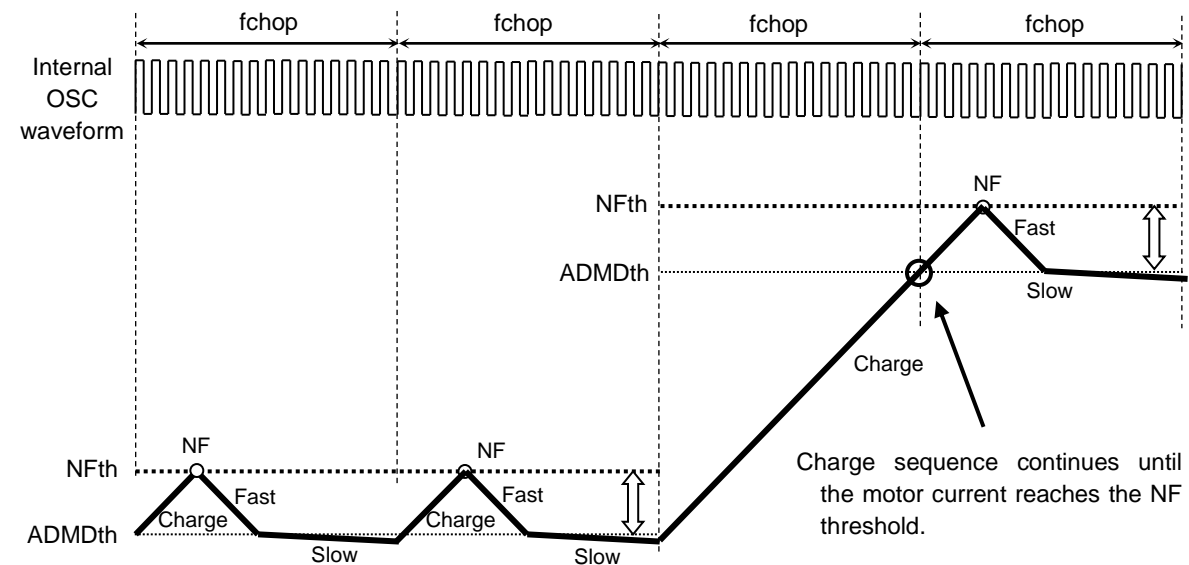 fchop fchop fchop fchop
Internal
OSC
waveform
NF
NFth
Fast
ADMDth
Slow
Charge
NF NF
NFth
Fast Fast
Charge Charge
ADMDth
Slow Slow
Charge sequence continues until
the motor current reaches the NF
threshold.